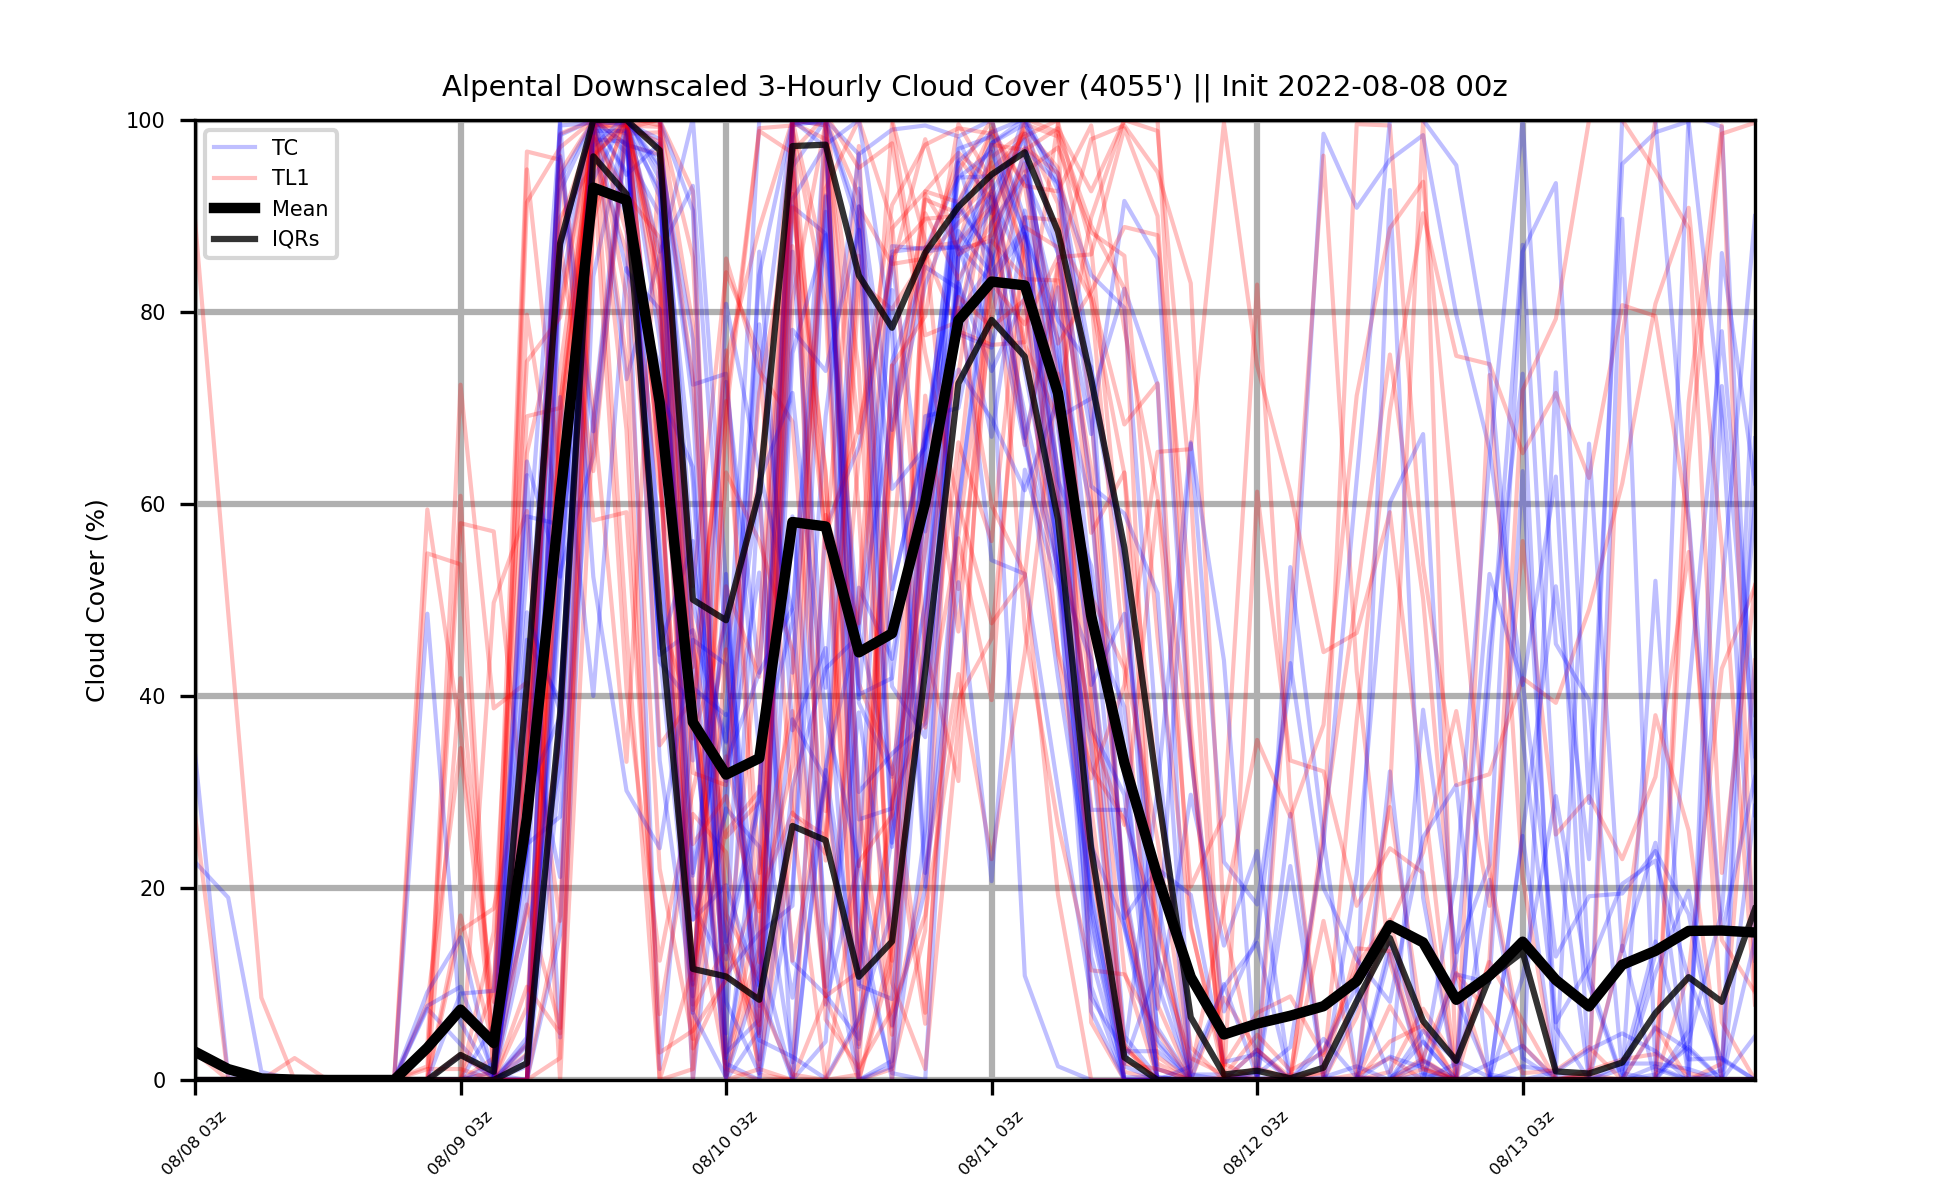 Alpental Downscaled 3-Hourly Cloud Cover (4055') || Init 2022-08-08 00z
100
80
60
40
20
0
Cloud Cover (%)
TC
TL1
Mean
IQRs
08/08 03z
08/09 03z
08/10 03z
08/11 03z
08/12 03z
08/13 03z